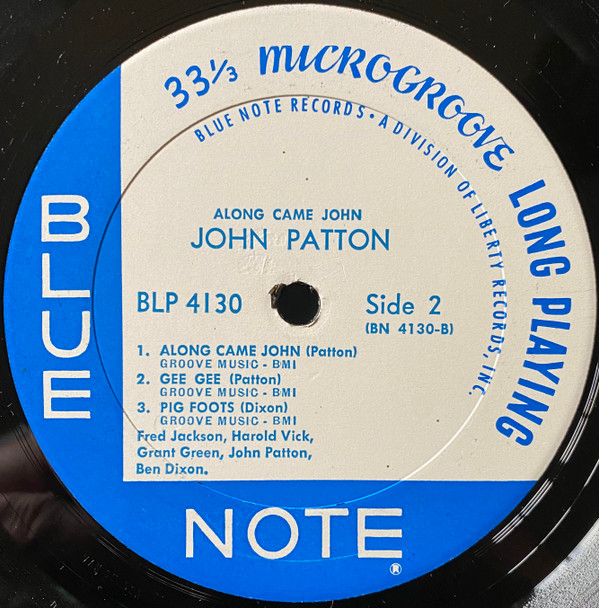 33⅓ MICROGROOVE LONG PLAYING
BLUE NOTE RECORDS • A DIVISION OF LIBERTY RECORDS, INC.
ALONG CAME JOHN
JOHN PATTON
BLP 4130
Side 2
(BN 4130-B)
1. ALONG CAME JOHN (Patton)
GROOVE MUSIC - BMI
2. GEE GEE (Patton)
GROOVE MUSIC - BMI
3. PIG FOOTS (Dixon)
GROOVE MUSIC - BMI
Fred Jackson, Harold Vick,
Grant Green, John Patton,
Ben Dixon.
BLUE
NOTE®